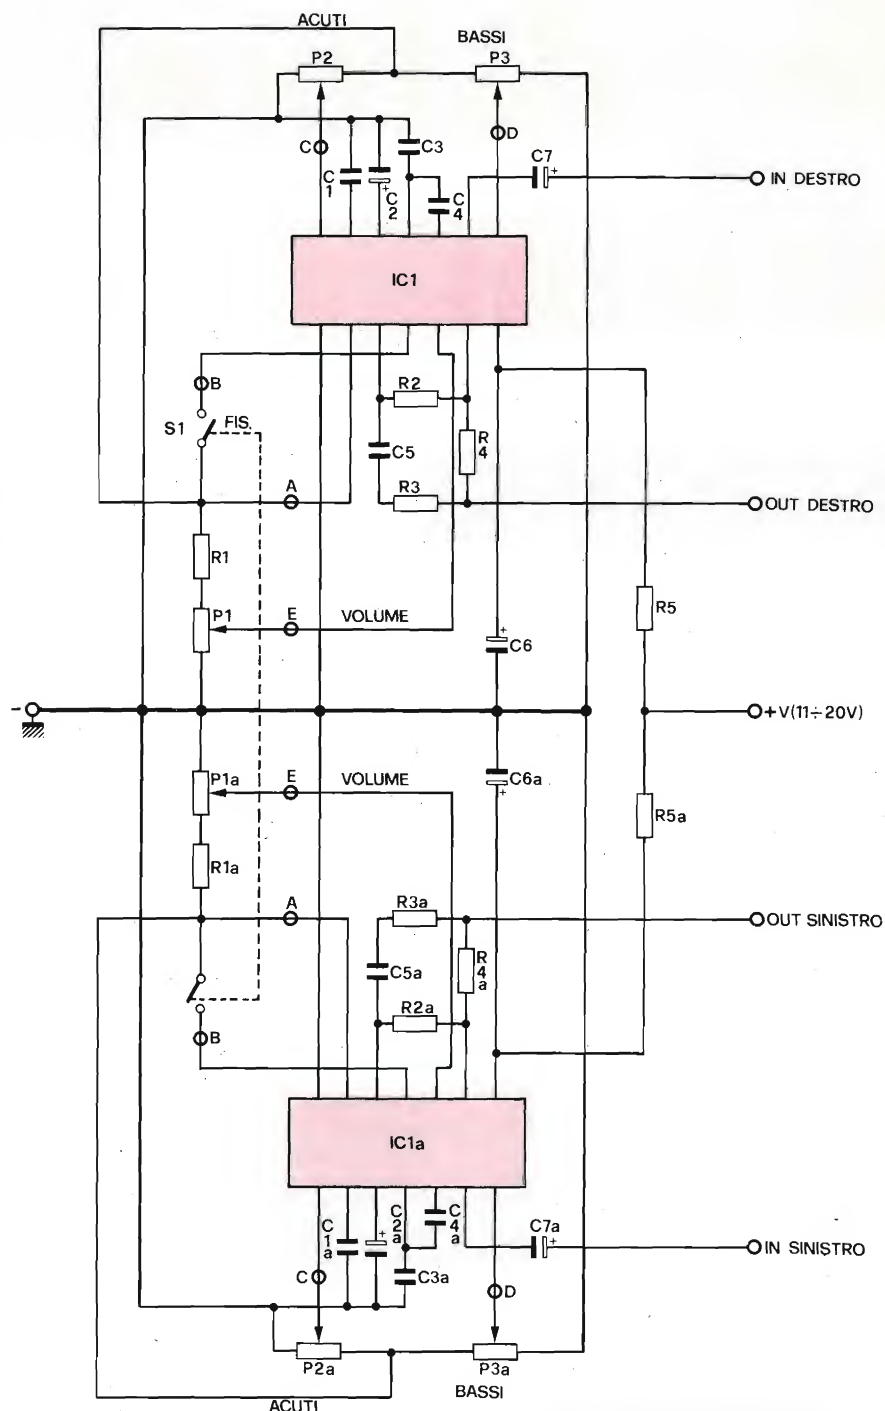 ACUTI
BASSI
P2
P3
C
D
C1
C2
+
C3
C4
C7
+
IN DESTRO
IC1
B
S1
FIS.
R2
C5
R4
R3
A
OUT DESTRO
R1
P1
E
VOLUME
+
C6
R5
-
+V(11÷20V)
P1a
E
VOLUME
C6a
+
R5a
R1a
A
R3a
OUT SINISTRO
C5a
R4a
R2a
B
IC1a
C1a
C2a
+
C4a
C7a
+
IN SINISTRO
C
C3a
D
P2a
P3a
BASSI
ACUTI